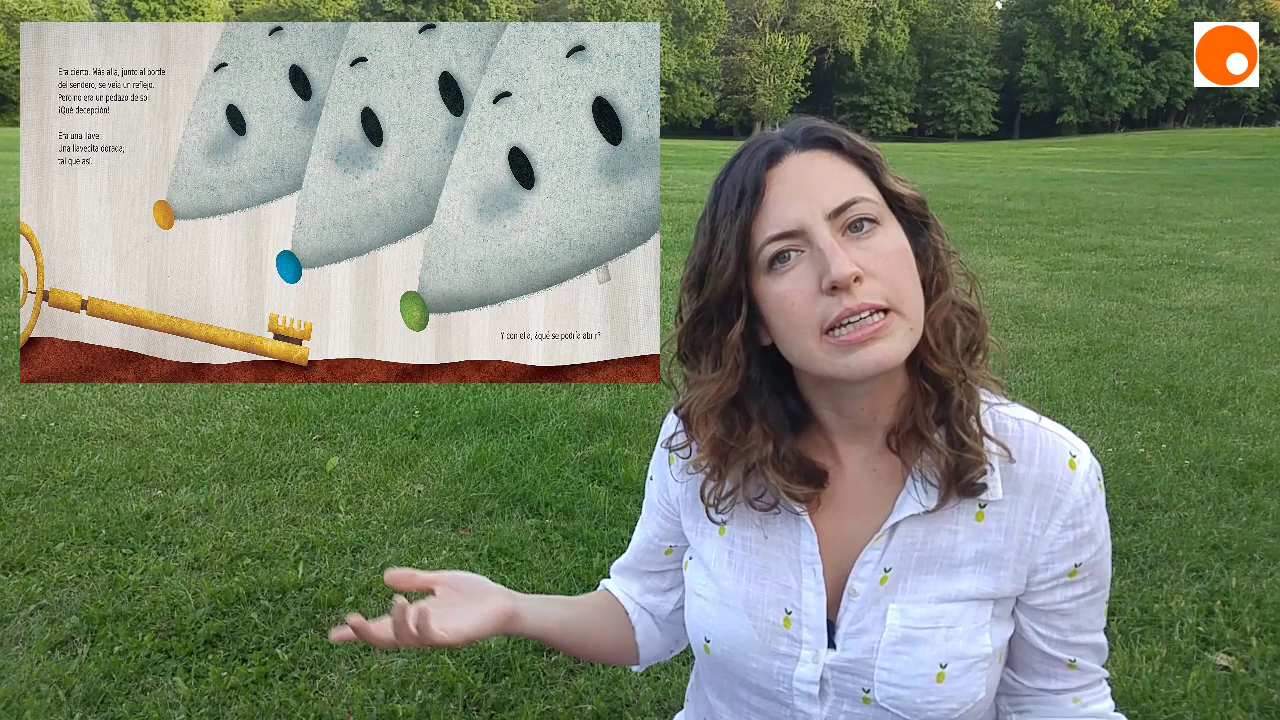 Era cierto. Más allá, junto al borde
del sendero, se veía un reflejo.
Pero no era un pedazo de sol.
¡Qué decepción!
Era una llave.
Una llavecita dorada,
tal que así.
Y con ella, ¿qué se podría abrir?